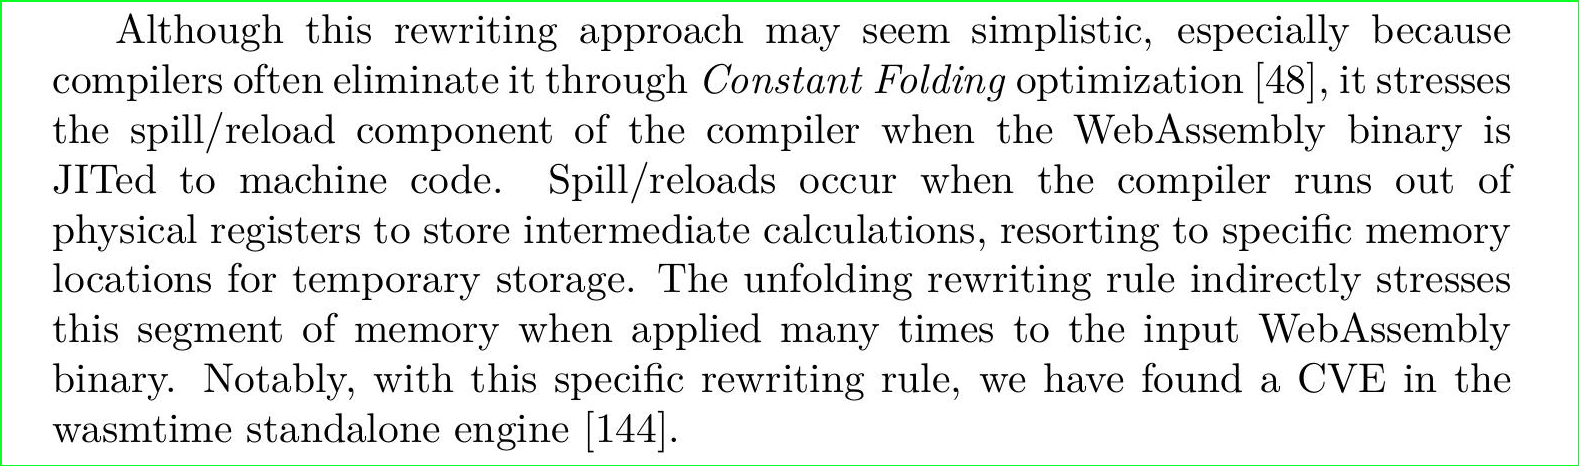 Although this rewriting approach may seem simplistic, especially because
compilers often eliminate it through Constant Folding optimization [48], it stresses
the spill/reload component of the compiler when the WebAssembly binary is
JITed to machine code. Spill/reloads occur when the compiler runs out of
physical registers to store intermediate calculations, resorting to specific memory
locations for temporary storage. The unfolding rewriting rule indirectly stresses
this segment of memory when applied many times to the input WebAssembly
binary. Notably, with this specific rewriting rule, we have found a CVE in the
wasmtime standalone engine [144].